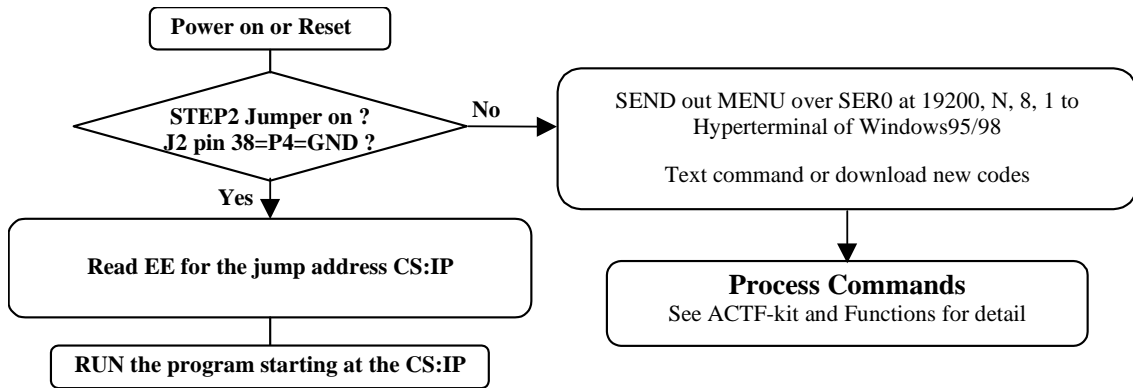 Power on or Reset
STEP2 Jumper on ?
J2 pin 38=P4=GND ?
No
Yes
SEND out MENU over SER0 at 19200, N, 8, 1 to
Hyperterminal of Windows95/98
Text command or download new codes
Read EE for the jump address CS:IP
RUN the program starting at the CS:IP
Process Commands
See ACTF-kit and Functions for detail